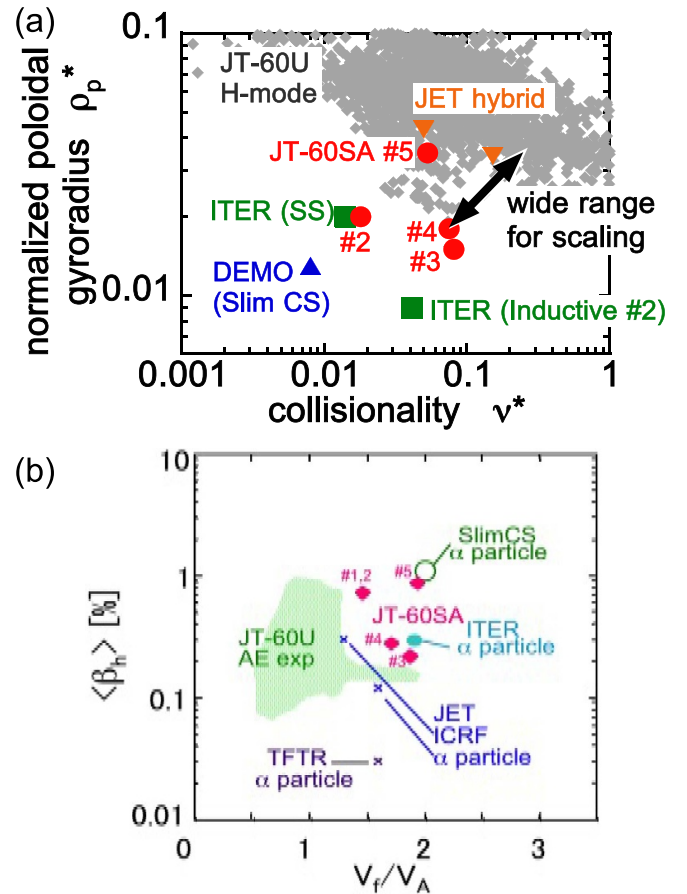 (a)
normalized poloidal
gyroradius ρp*
0.1
0.01
JT-60U
H-mode
JET hybrid
JT-60SA #5
ITER (SS)
#2
#4
#3
wide range
for scaling
DEMO
(Slim CS)
ITER (Inductive #2)
0.001
0.01
0.1
1
collisionality ν*
(b)
<βh> [%]
10
1
0.1
0.01
SlimCS
α particle
#1,2
#5
JT-60SA
JT-60U
AE exp
#4
#3
ITER
α particle
JET
ICRF
α particle
TFTR
α particle
0
1
2
3
Vf/VA